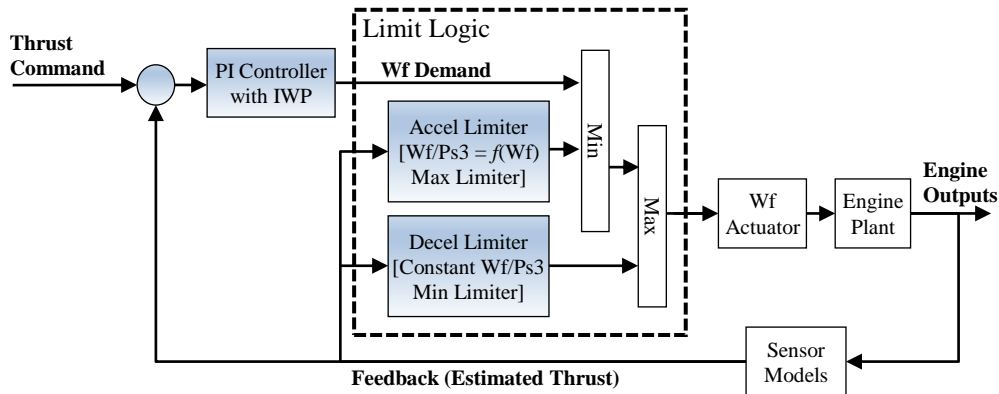 Limit Logic
Thrust
Command
PI Controller
with IWP
Wf Demand
Accel Limiter
[Wf/Ps3 = f(Wf)
Max Limiter]
Min
Decel Limiter
[Constant Wf/Ps3
Min Limiter]
Max
Wf
Actuator
Engine
Plant
Engine
Outputs
Sensor
Models
Feedback (Estimated Thrust)